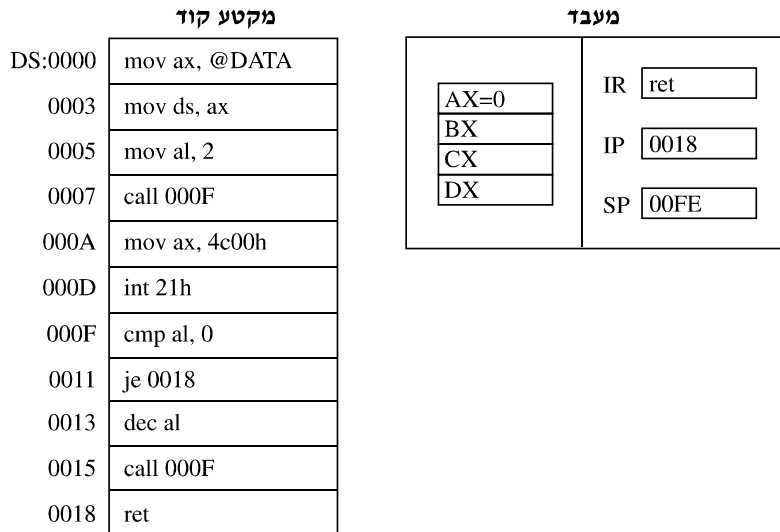 מקטע קוד
DS:0000 mov ax, @DATA
0003 mov ds, ax
0005 mov al, 2
0007 call 000F
000A mov ax, 4c00h
000D int 21h
000F cmp al, 0
0011 je 0018
0013 dec al
0015 call 000F
0018 ret
מעבד
AX=0
BX
CX
DX
IR ret
IP 0018
SP 00FE